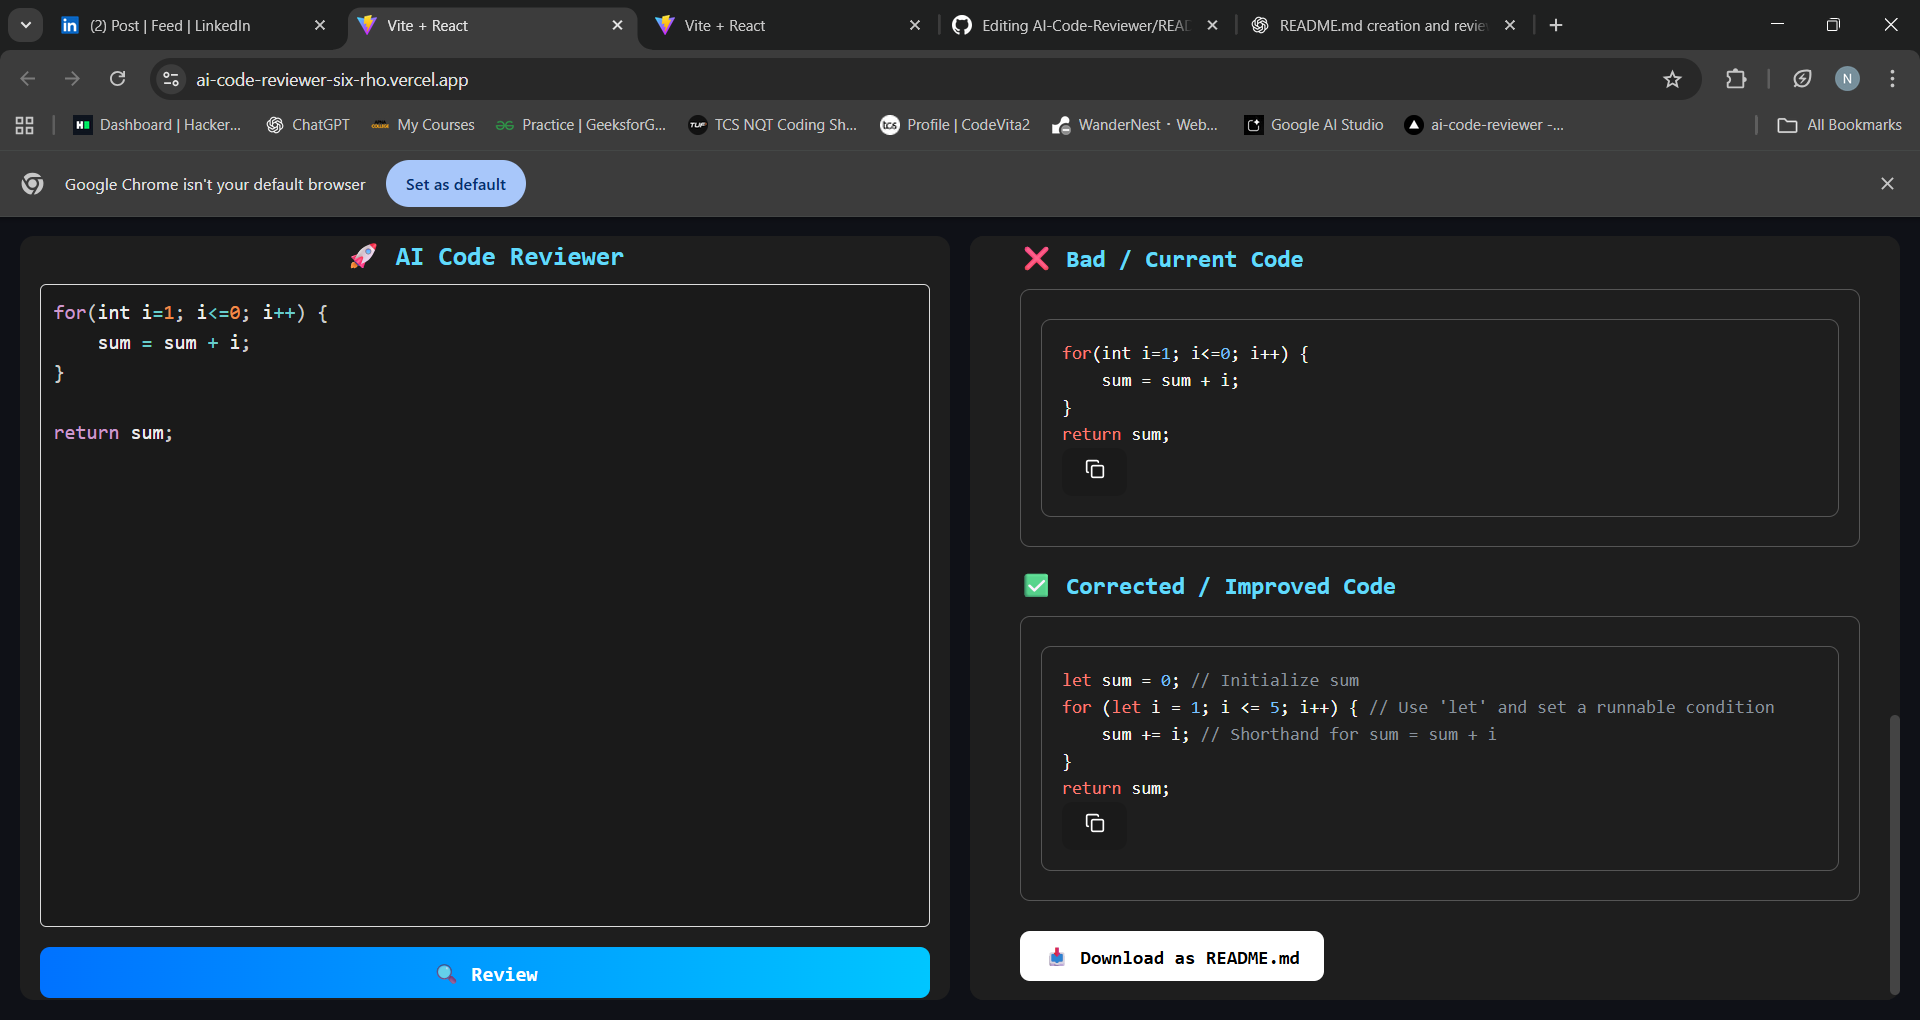 (2) Post | Feed | LinkedIn
Vite + React
Vite + React
Editing AI-Code-Reviewer/READ
README.md creation and revie
ai-code-reviewer-six-rho.vercel.app
N
Dashboard | Hacker...
ChatGPT
My Courses
Practice | GeeksforG...
TCS NQT Coding Sh...
Profile | CodeVita2
WanderNest • Web...
Google AI Studio
ai-code-reviewer -...
All Bookmarks
Google Chrome isn't your default browser
Set as default
AI Code Reviewer
for(int i=1; i<=0; i++) {
    sum = sum + i;
}
return sum;
Review
Bad / Current Code
for(int i=1; i<=0; i++) {
    sum = sum + i;
}
return sum;
Corrected / Improved Code
let sum = 0; // Initialize sum
for (let i = 1; i <= 5; i++) { // Use 'let' and set a runnable condition
    sum += i; // Shorthand for sum = sum + i
}
return sum;
Download as README.md